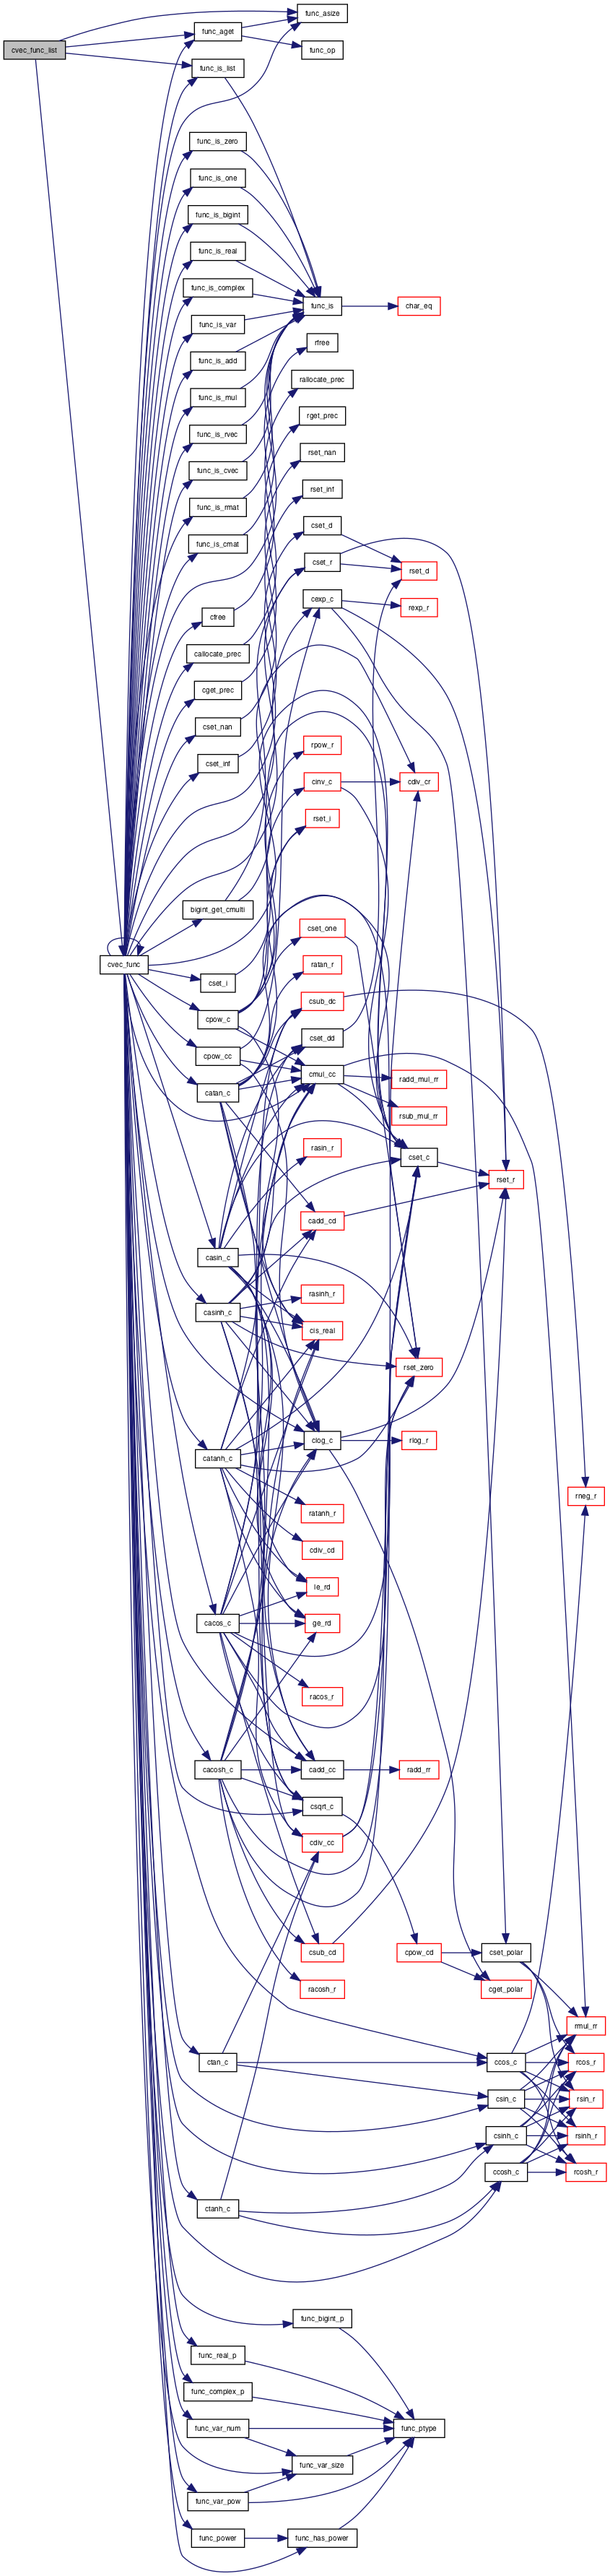 func_asize
cvec_func_list
func_aget
func_op
func_is_list
func_is_zero
func_is_one
func_is_bigint
func_is_real
func_is_complex
func_is
char_eq
func_is_var
rfree
func_is_add
rallocate_prec
func_is_mul
rget_prec
func_is_rvec
rset_nan
func_is_cvec
rset_inf
func_is_rmat
cset_d
func_is_cmat
cset_r
rset_d
cexp_c
rexp_r
cfree
callocate_prec
cget_prec
cset_nan
rpow_r
cset_inf
cinv_c
cdiv_cr
rset_i
bigint_get_cmulti
cset_one
cvec_func
ratan_r
cset_i
csub_dc
cpow_c
cset_dd
cpow_cc
cmul_cc
radd_mul_rr
catan_c
rsub_mul_rr
rasin_r
cset_c
rset_r
cadd_cd
casin_c
rasinh_r
casinh_c
cis_real
rset_zero
clog_c
rlog_r
catanh_c
rneg_r
ratanh_r
cdiv_cd
le_rd
cacos_c
ge_rd
racos_r
cacosh_c
cadd_cc
radd_rr
csqrt_c
cdiv_cc
csub_cd
cpow_cd
cset_polar
racosh_r
cget_polar
rmul_rr
ctan_c
ccos_c
rcos_r
csin_c
rsin_r
csinh_c
rsinh_r
ccosh_c
rcosh_r
ctanh_c
func_bigint_p
func_real_p
func_complex_p
func_var_num
func_ptype
func_var_size
func_var_pow
func_power
func_has_power